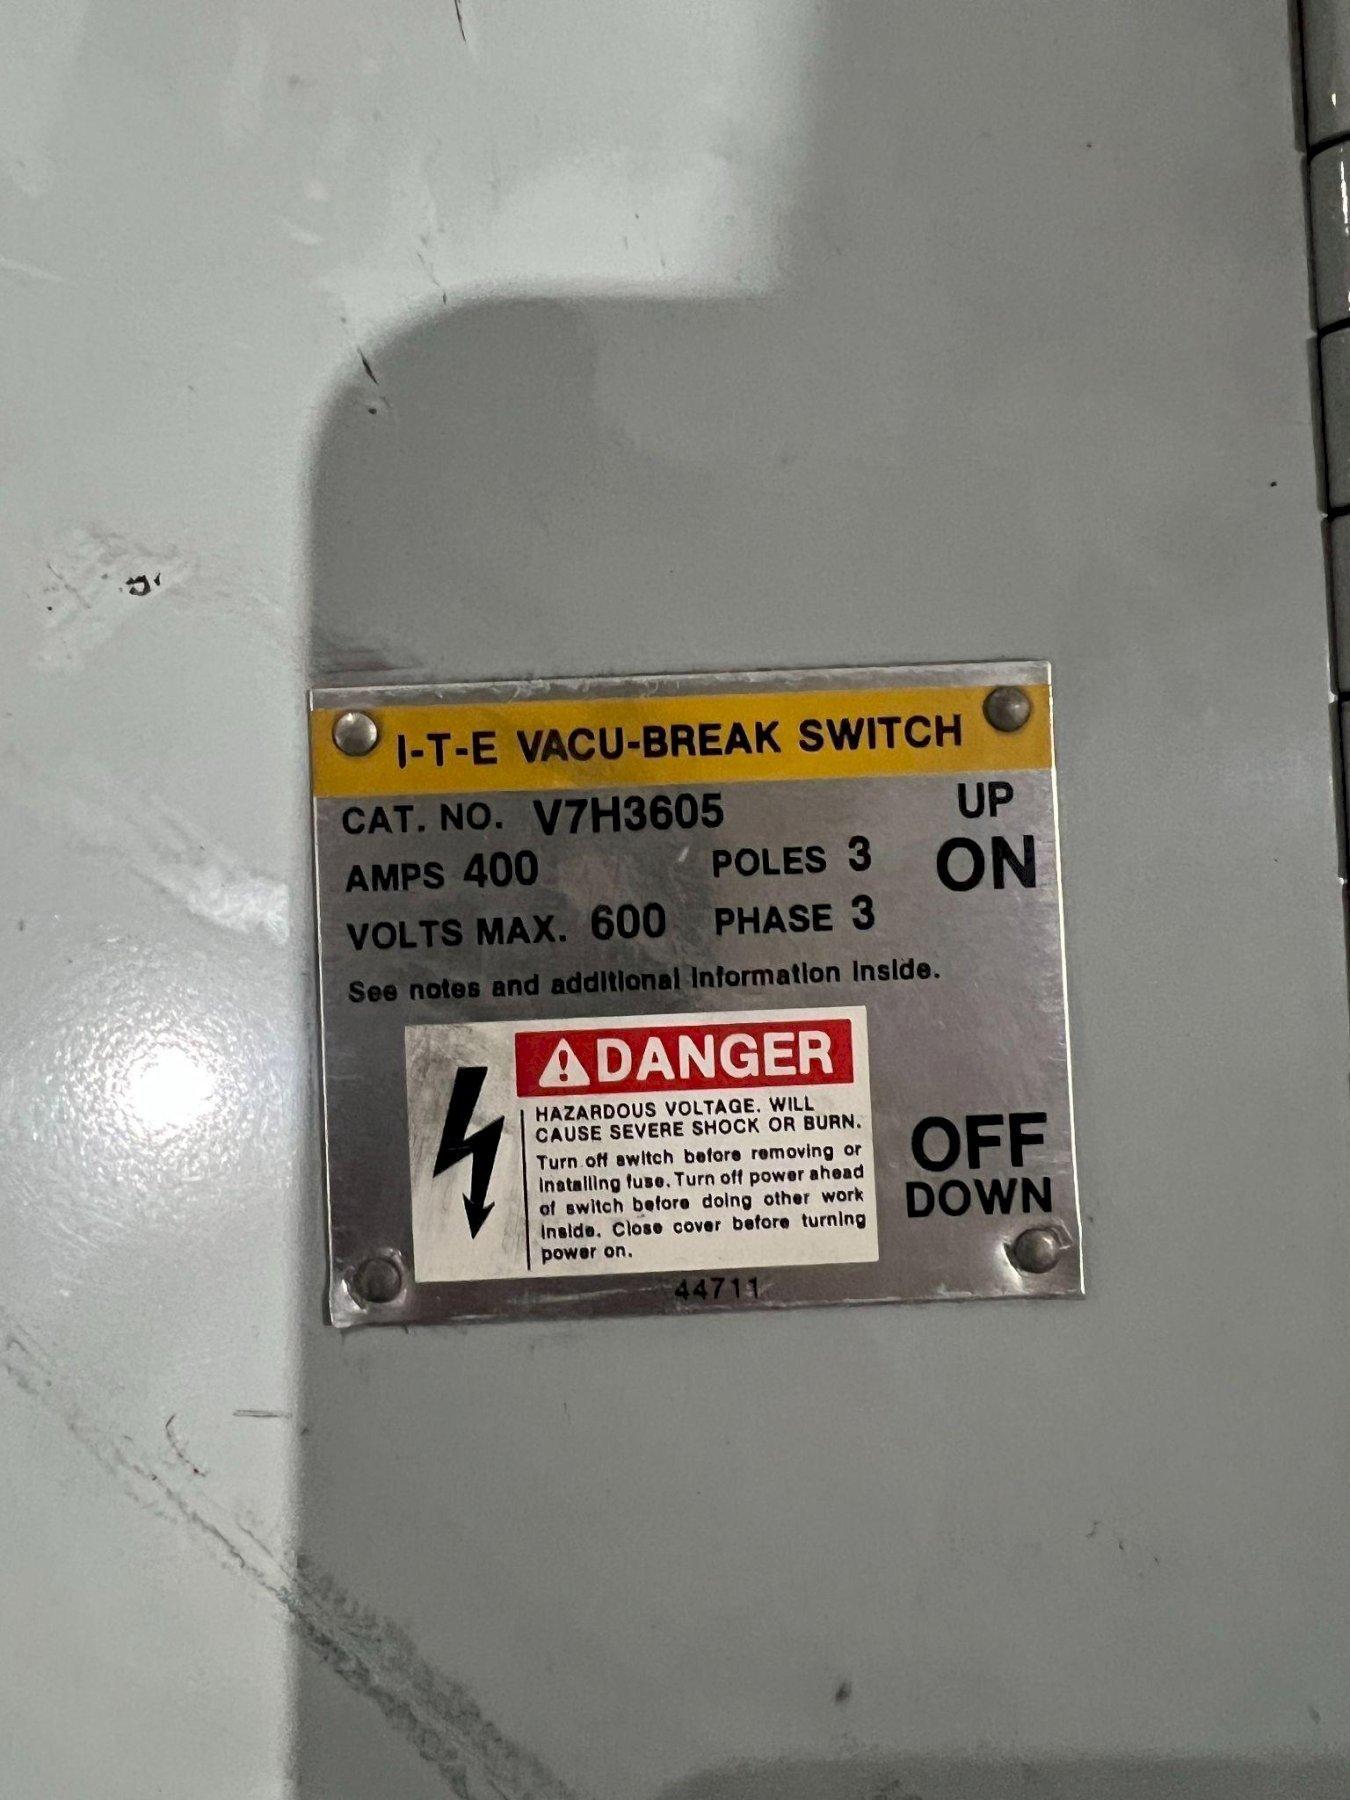 I-T-E VACU-BREAK SWITCH
CAT. NO. V7H3605 UP
AMPS 400 POLES 3 ON
VOLTS MAX. 600 PHASE 3
See notes and additional information inside.
DANGER
HAZARDOUS VOLTAGE. WILL
CAUSE SEVERE SHOCK OR BURN.
Turn off switch before removing or
installing fuse. Turn off power ahead
of switch before doing other work
inside. Close cover before turning
power on.
OFF
DOWN
44711